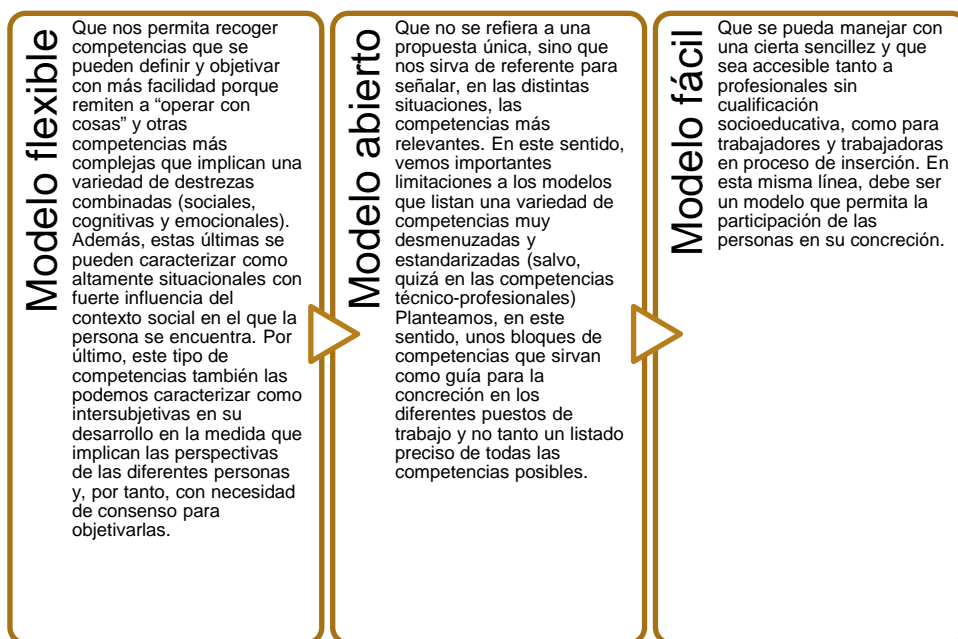 Modelo flexible
Que nos permita recoger
competencias que se
pueden definir y objetivar
con más facilidad porque
remiten a “operar con
cosas” y otras
competencias más
complejas que implican una
variedad de destrezas
combinadas (sociales,
cognitivas y emocionales).
Además, estas últimas se
pueden caracterizar como
altamente situacionales con
fuerte influencia del
contexto social en el que la
persona se encuentra. Por
último, este tipo de
competencias también las
podemos caracterizar como
intersubjetivas en su
desarrollo en la medida que
implican las perspectivas
de las diferentes personas
y, por tanto, con necesidad
de consenso para
objetivarlas.
Modelo abierto
Que no se refiera a una
propuesta única, sino que
nos sirva de referente para
señalar, en las distintas
situaciones, las
competencias más
relevantes. En este sentido,
vemos importantes
limitaciones a los modelos
que listan una variedad de
competencias muy
desmenuzadas y
estandarizadas (salvo,
quizá en las competencias
técnico-profesionales)
Planteamos, en este
sentido, unos bloques de
competencias que sirvan
como guía para la
concreción en los
diferentes puestos de
trabajo y no tanto un listado
preciso de todas las
competencias posibles.
Modelo fácil
Que se pueda manejar con
una cierta sencillez y que
sea accesible tanto a
profesionales sin
cualificación
socioeducativa, como para
trabajadores y trabajadoras
en proceso de inserción. En
esta misma línea, debe ser
un modelo que permita la
participación de las
personas en su concreción.